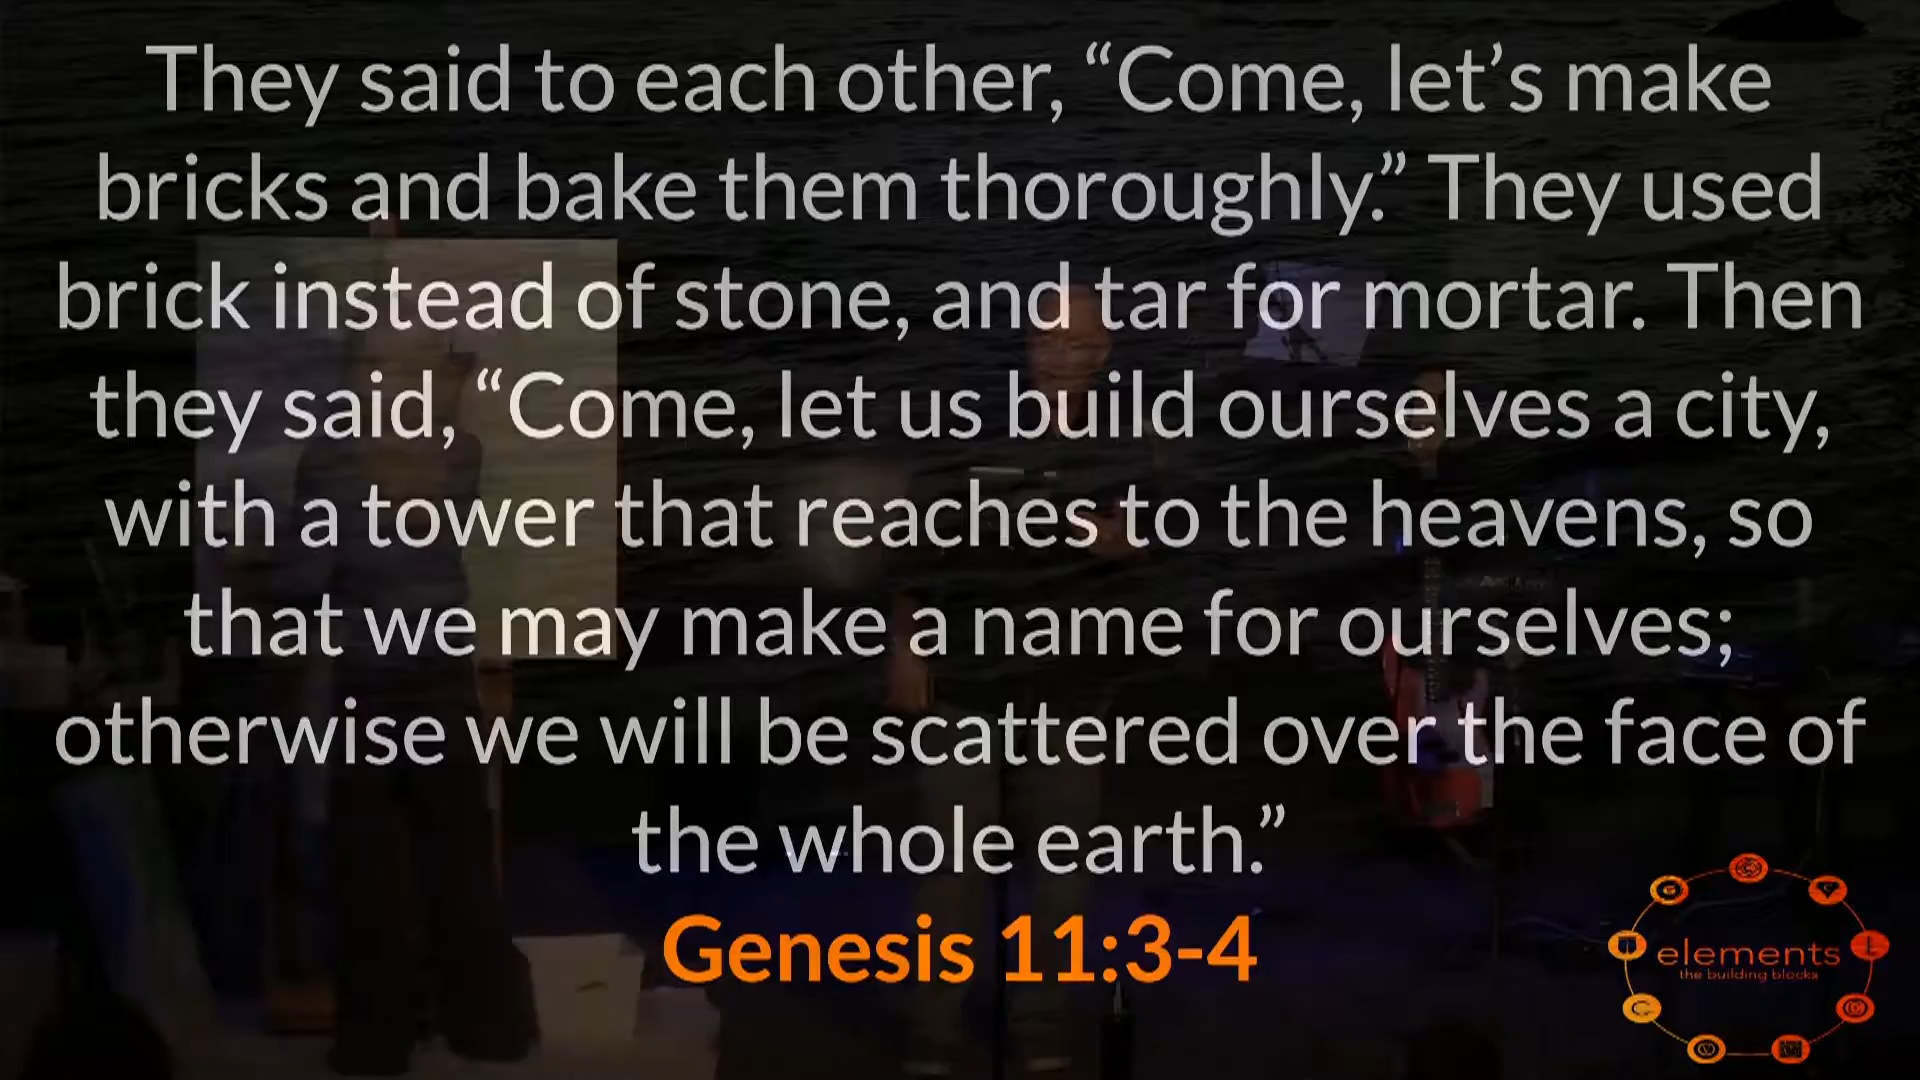 They said to each other, “Come, let’s make
bricks and bake them thoroughly.” They used
brick instead of stone, and tar for mortar. Then
they said, “Come, let us build ourselves a city,
with a tower that reaches to the heavens, so
that we may make a name for ourselves;
otherwise we will be scattered over the face of
the whole earth.”
Genesis 11:3-4
elements
the building blocks